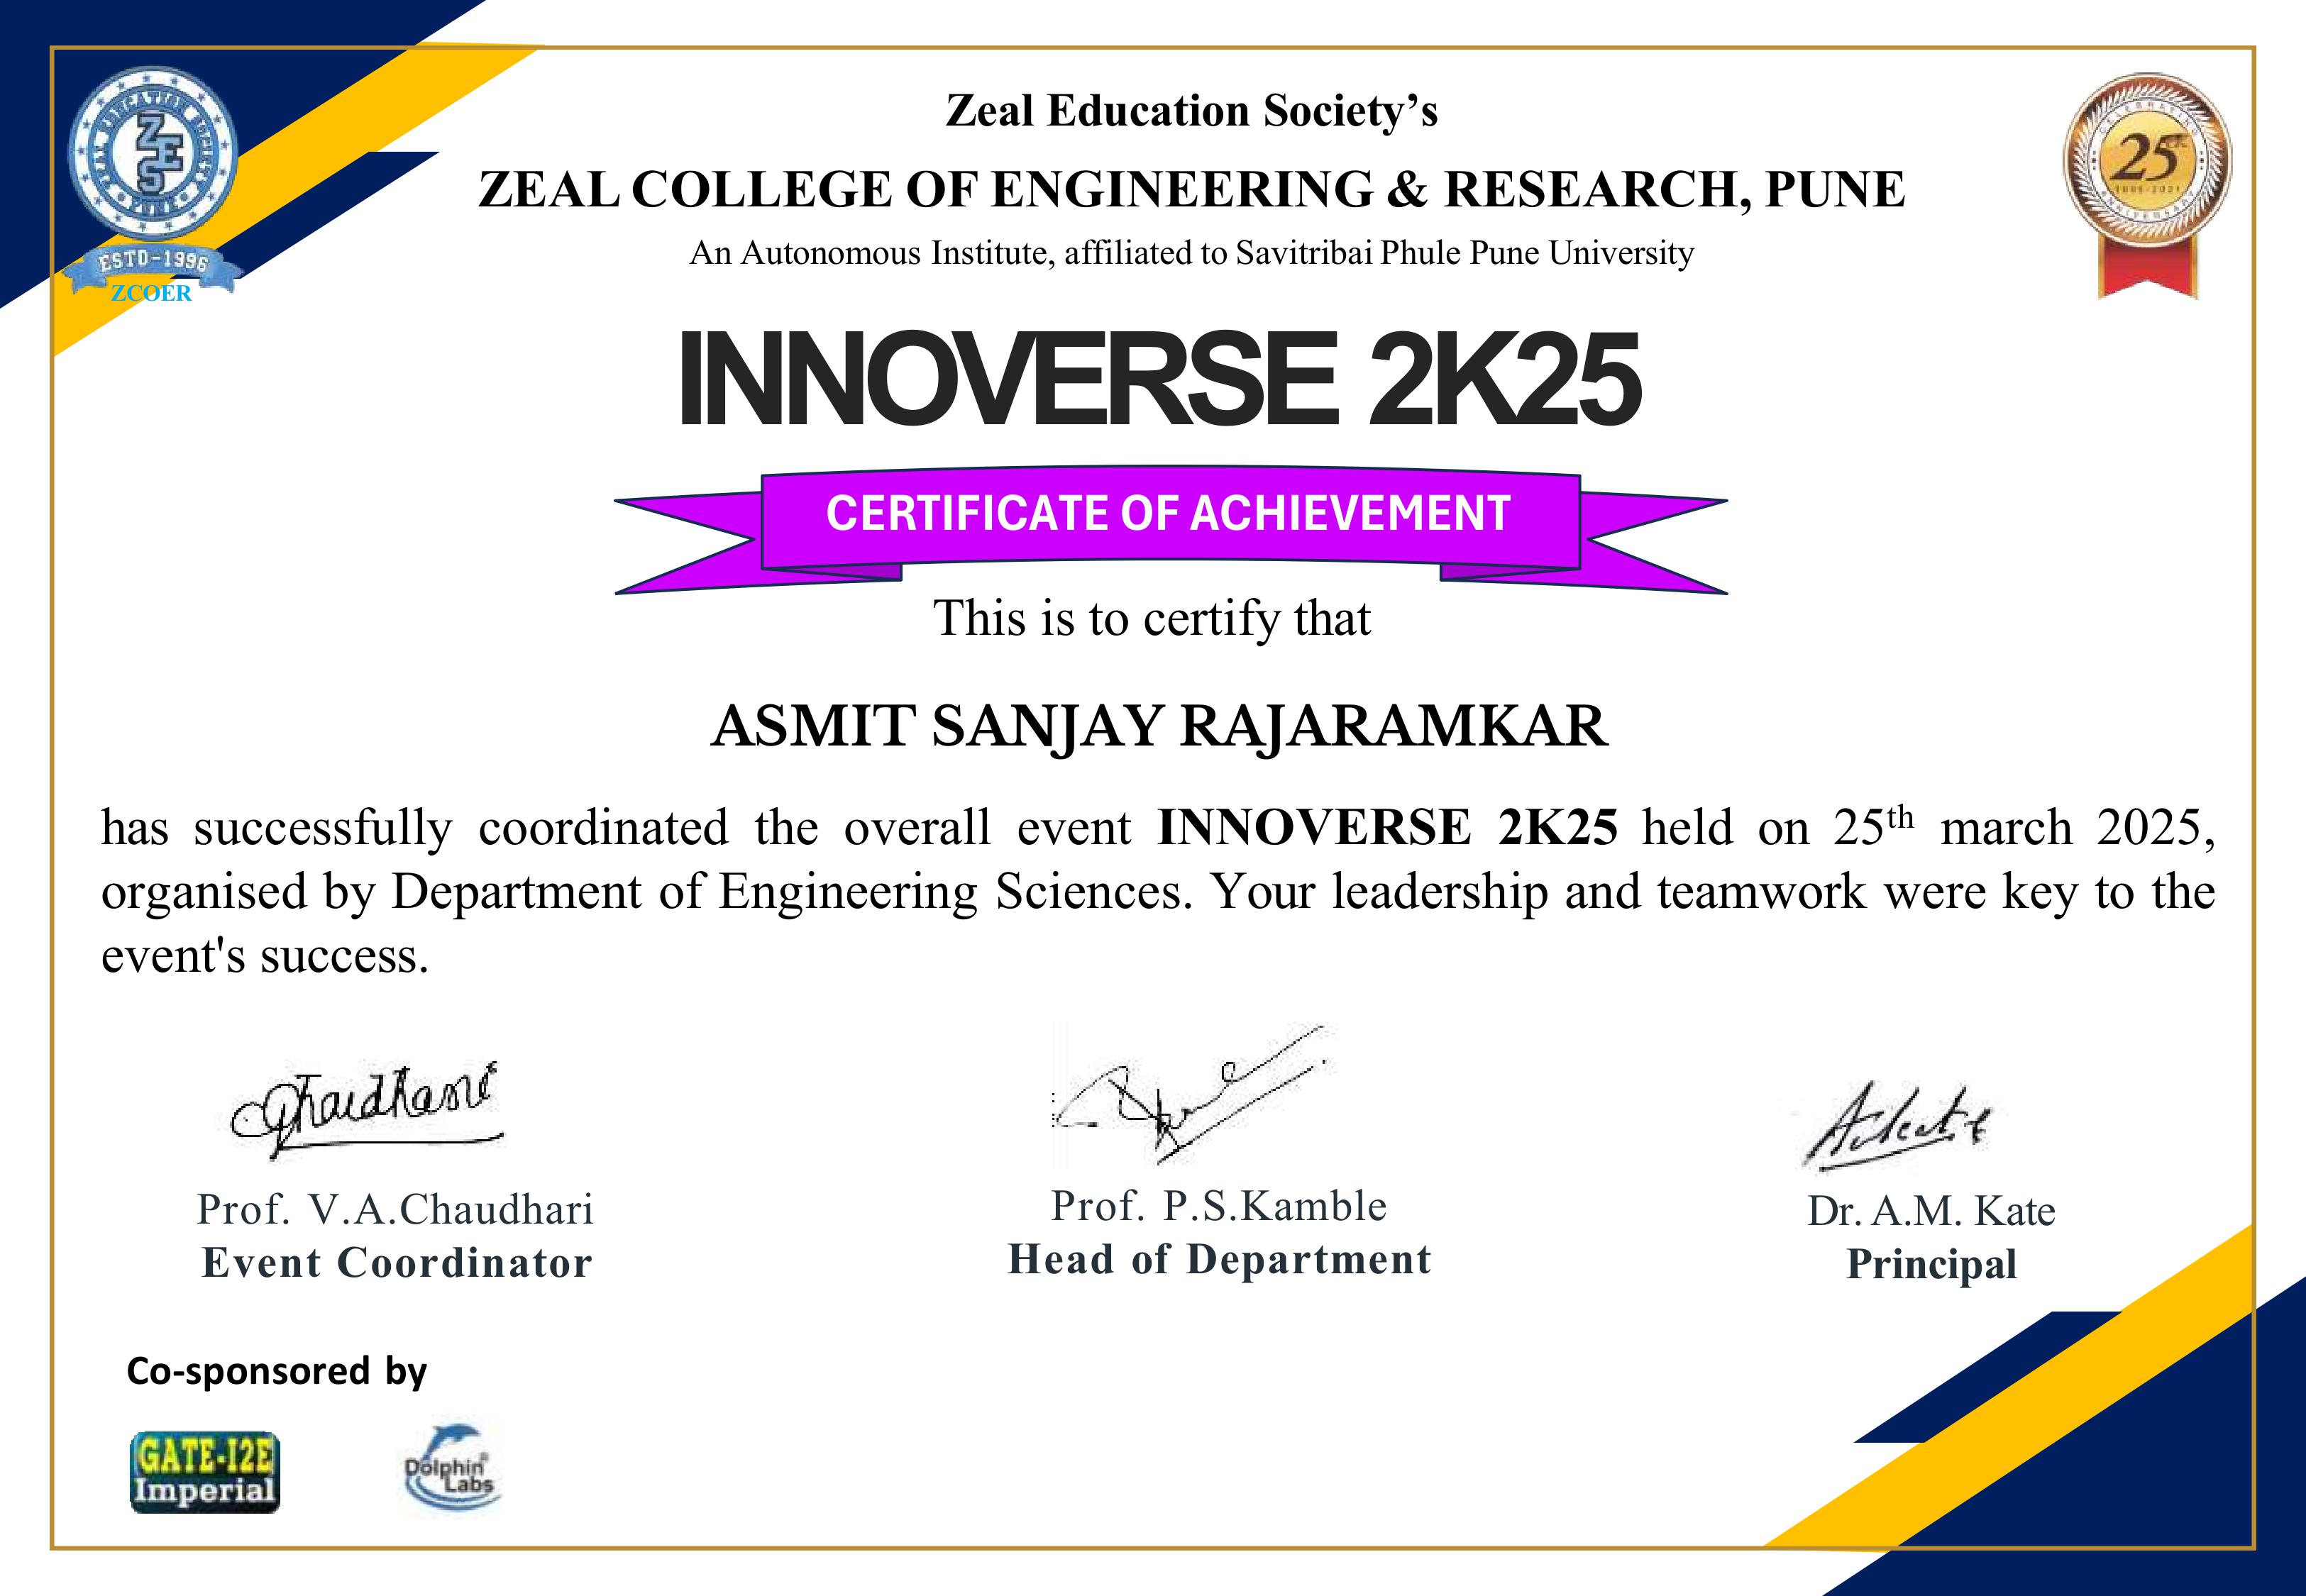 ZEAL EDUCATION SOCIETY
ZES
PUNE
ESTD-1996
ZCOER
Zeal Education Society’s
ZEAL COLLEGE OF ENGINEERING & RESEARCH, PUNE
An Autonomous Institute, affiliated to Savitribai Phule Pune University
CELEBRATING
25
1996-2021
ANNIVERSARY
INNOVERSE 2K25
CERTIFICATE OF ACHIEVEMENT
This is to certify that
ASMIT SANJAY RAJARAMKAR
has successfully coordinated the overall event INNOVERSE 2K25 held on 25th march 2025,
organised by Department of Engineering Sciences. Your leadership and teamwork were key to the
event's success.
Prof. V.A.Chaudhari
Event Coordinator
Prof. P.S.Kamble
Head of Department
Dr. A.M. Kate
Principal
Co-sponsored by
GATE-I2E
Imperial
Dolphin®
Labs